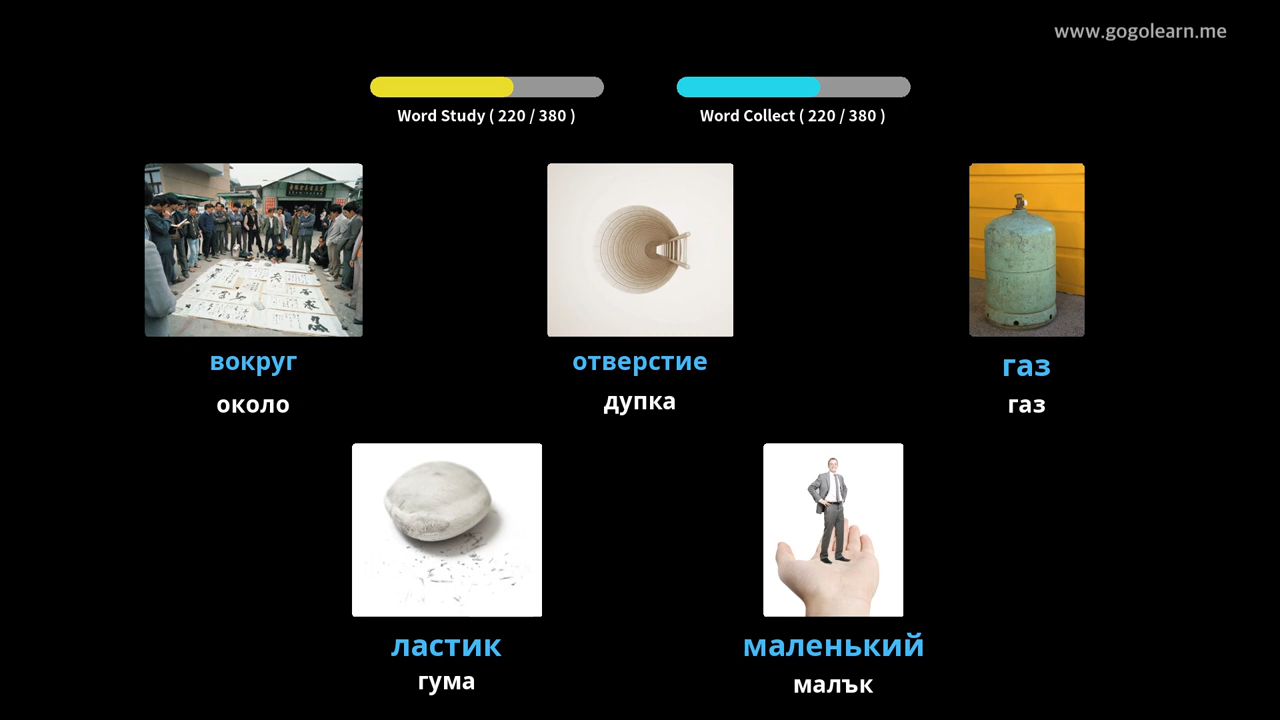 www.gogolearn.me
Word Study ( 220 / 380 )
Word Collect ( 220 / 380 )
вокруг
около
отверстие
дупка
газ
газ
ластик
гума
маленький
малък